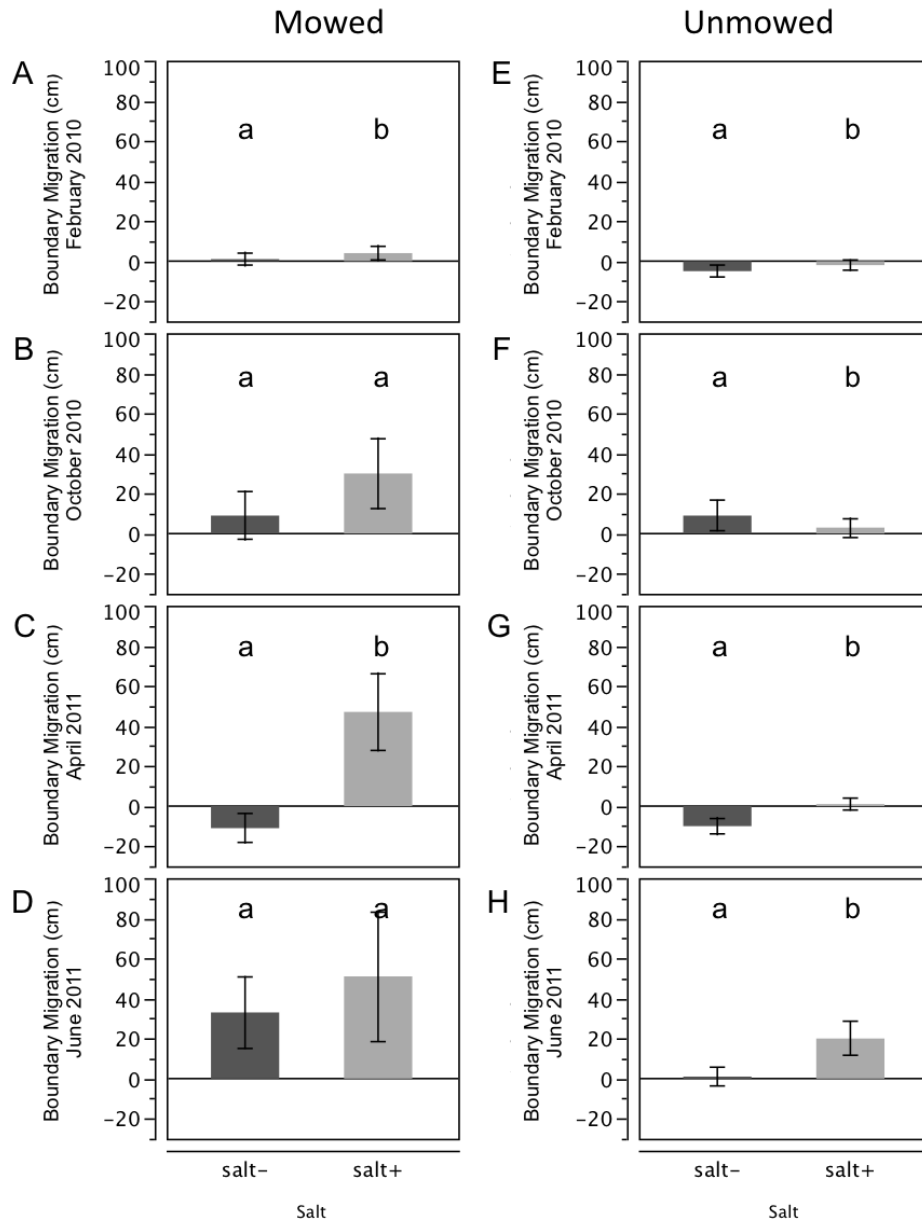 Mowed
Unmowed
A
Boundary Migration (cm)
February 2010
100
80
60
40
20
0
−20
a
b
E
Boundary Migration (cm)
February 2010
100
80
60
40
20
0
−20
a
b
B
Boundary Migration (cm)
October 2010
100
80
60
40
20
0
−20
a
a
F
Boundary Migration (cm)
October 2010
100
80
60
40
20
0
−20
a
b
C
Boundary Migration (cm)
April 2011
100
80
60
40
20
0
−20
a
b
G
Boundary Migration (cm)
April 2011
100
80
60
40
20
0
−20
a
b
D
Boundary Migration (cm)
June 2011
100
80
60
40
20
0
−20
a
a
H
Boundary Migration (cm)
June 2011
100
80
60
40
20
0
−20
a
b
salt−
salt+
salt−
salt+
Salt
Salt